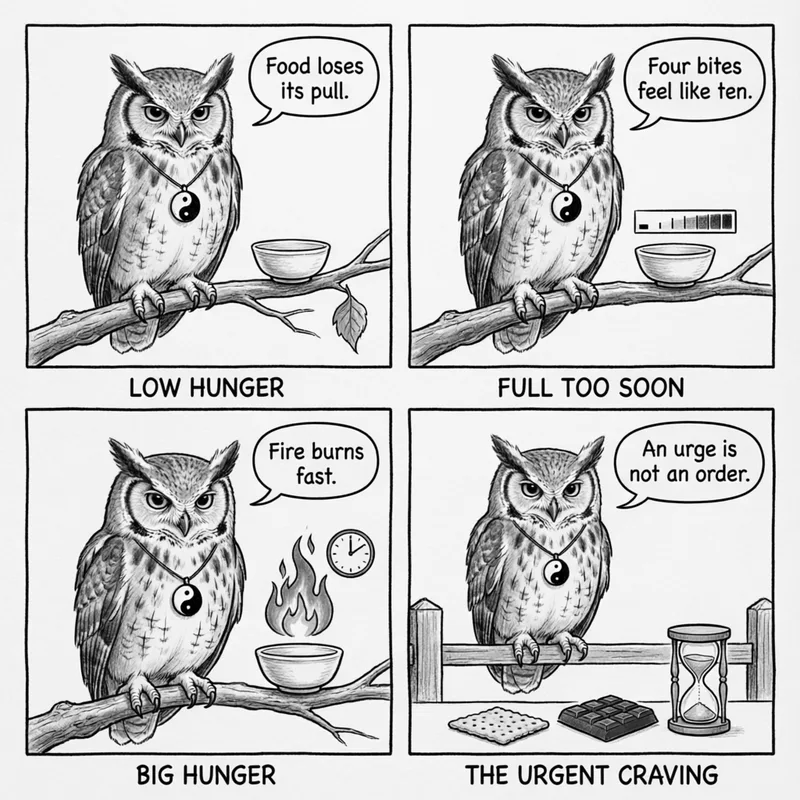 Food loses
its pull.
LOW HUNGER
Four bites
feel like ten.
FULL TOO SOON
Fire burns
fast.
BIG HUNGER
An urge is
not an order.
THE URGENT CRAVING